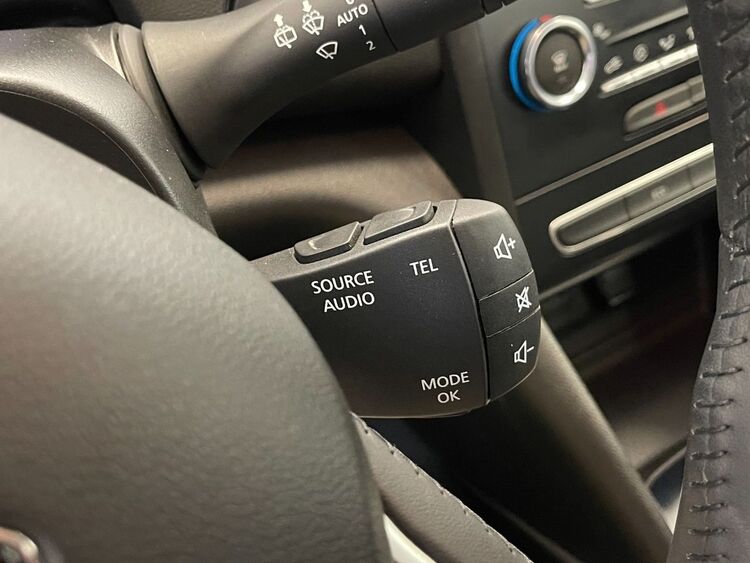 AUTO
1
2
SOURCE
AUDIO
TEL
MODE
OK